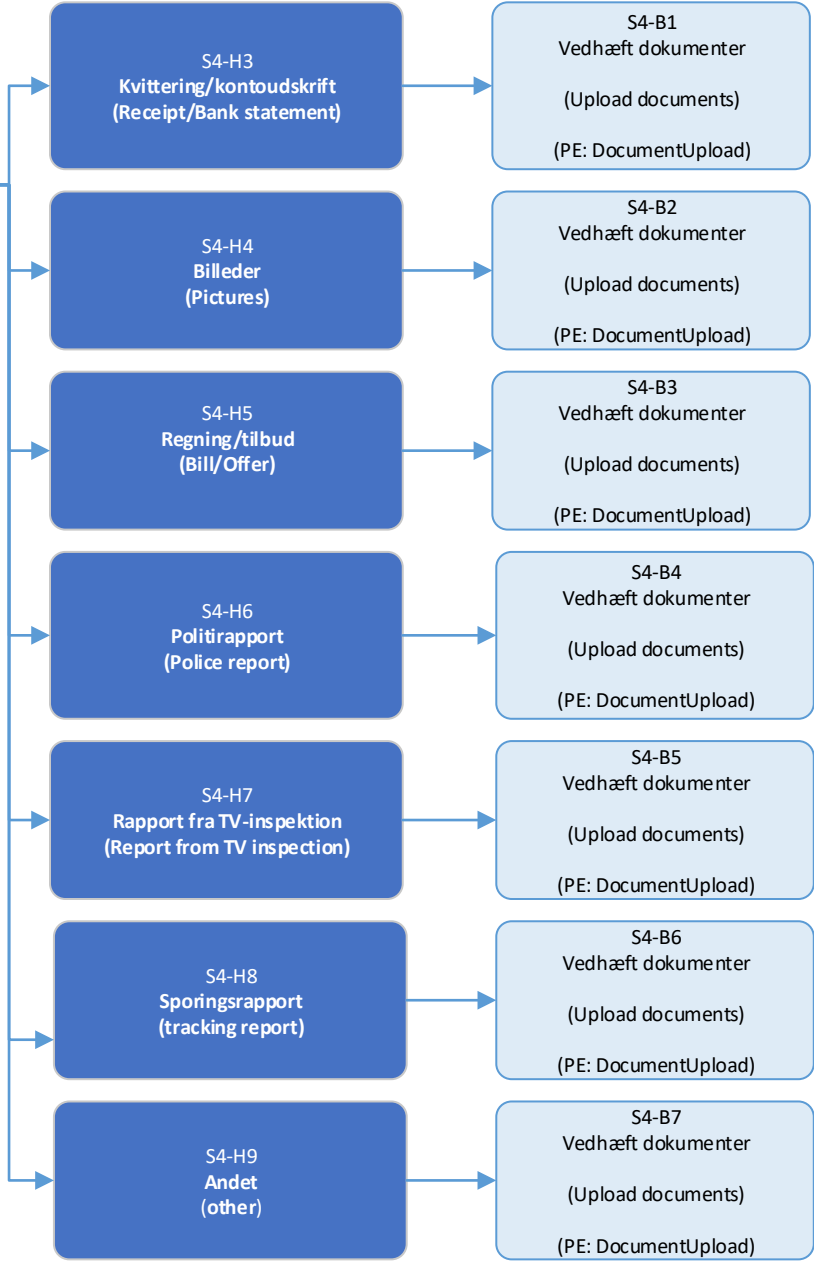 S4-H3
Kvittering/kontoudskrift
(Receipt/Bank statement)
S4-B1
Vedhæft dokumenter
(Upload documents)
(PE: DocumentUpload)
S4-H4
Billeder
(Pictures)
S4-B2
Vedhæft dokumenter
(Upload documents)
(PE: DocumentUpload)
S4-H5
Regning/tilbud
(Bill/Offer)
S4-B3
Vedhæft dokumenter
(Upload documents)
(PE: DocumentUpload)
S4-H6
Politirapport
(Police report)
S4-B4
Vedhæft dokumenter
(Upload documents)
(PE: DocumentUpload)
S4-H7
Rapport fra TV-inspektion
(Report from TV inspection)
S4-B5
Vedhæft dokumenter
(Upload documents)
(PE: DocumentUpload)
S4-H8
Sporingsrapport
(tracking report)
S4-B6
Vedhæft dokumenter
(Upload documents)
(PE: DocumentUpload)
S4-H9
Andet
(other)
S4-B7
Vedhæft dokumenter
(Upload documents)
(PE: DocumentUpload)